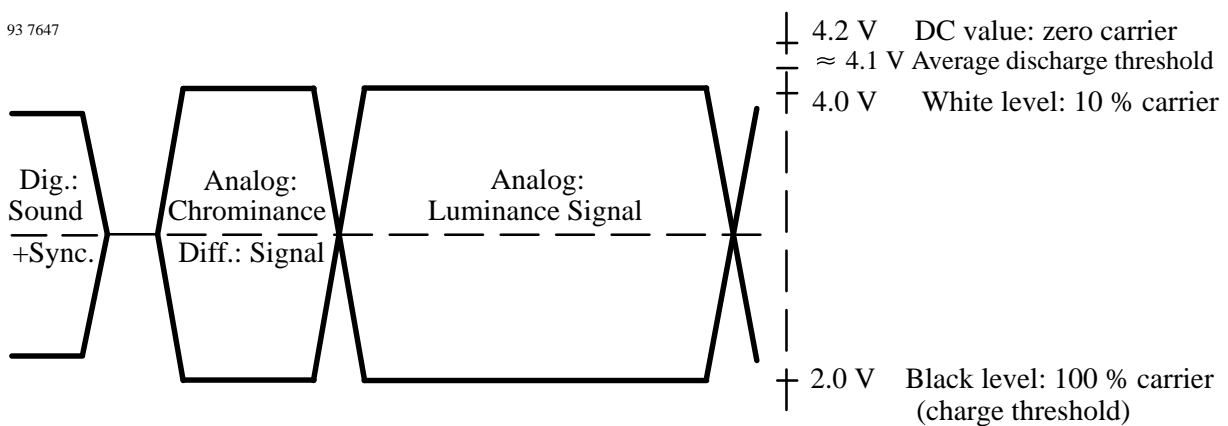 93 7647
4.2 V DC value: zero carrier
≈ 4.1 V Average discharge threshold
4.0 V White level: 10 % carrier
Dig.:
Sound
+Sync.
Analog:
Chrominance
Diff.: Signal
Analog:
Luminance Signal
2.0 V Black level: 100 % carrier
(charge threshold)